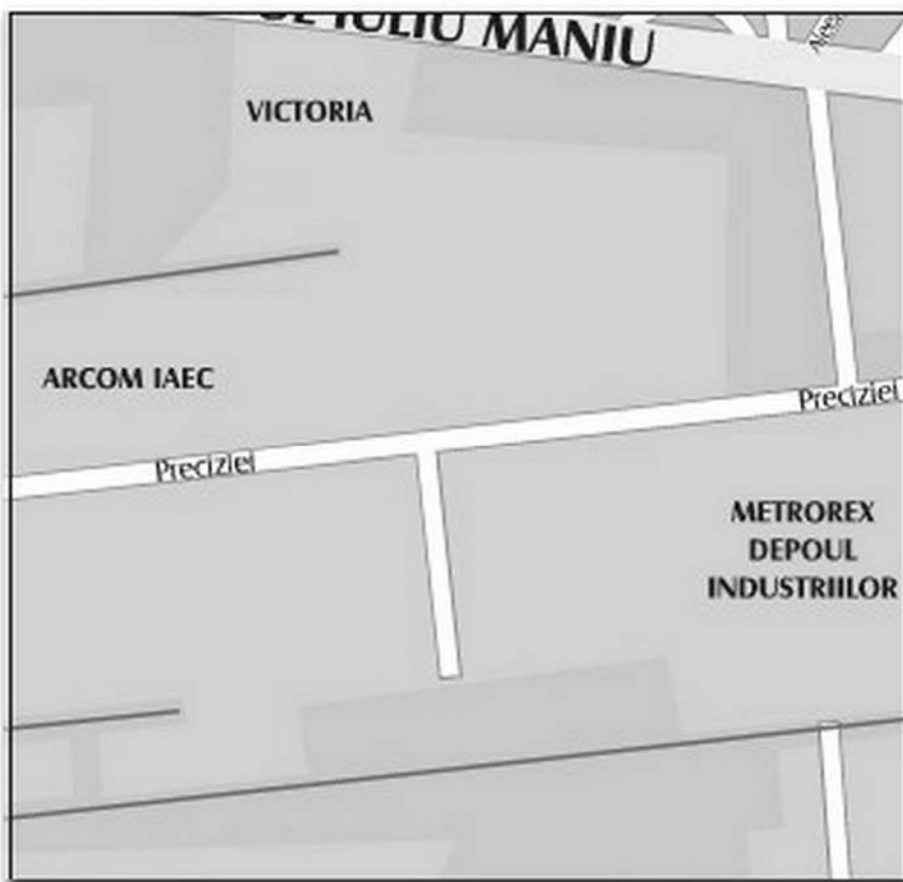 IULIU MANIU
VICTORIA
ARCOM IAEC
Preciziei
Preciziei
METROREX
DEPOUL
INDUSTRIILOR